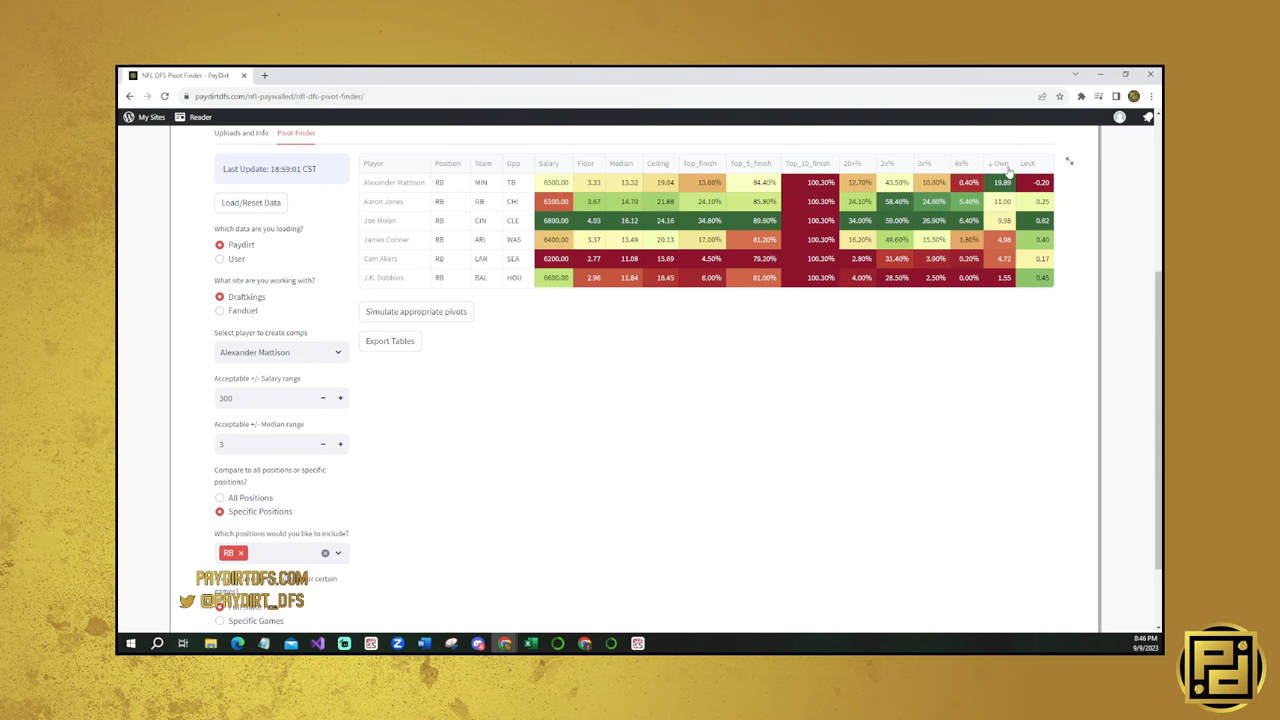 NFL DFS Pivot Finder - PayDirt
paydirtdfs.com/nfl-paywalled/nfl-dfs-pivot-finder/
My Sites Reader
Uploads and Info Pivot Finder
Last Update: 18:59:01 CST
Load/Reset Data
Which data are you loading?
Paydirt
User
What site are you working with?
Draftkings
Fanduel
Select player to create comps
Alexander Mattison
Acceptable +/- Salary range
300
Acceptable +/- Median range
3
Compare to all positions or specific
positions?
All Positions
Specific Positions
Which positions would you like to include?
RB
or certain
games?
Specific Games
Player Position Team Opp Salary Floor Median Ceiling Top_finish Top_5_finish Top_10_finish 20+% 2x% 3x% 4x% ↓ Own LevX
Alexander Mattison RB MIN TB 6500.00 3.33 13.32 19.04 13.60% 84.40% 100.30% 12.70% 43.50% 10.60% 0.40% 19.89 -0.20
Aaron Jones RB GB CHI 6300.00 3.67 14.70 21.88 24.10% 85.80% 100.30% 24.10% 58.40% 24.60% 5.40% 11.00 0.25
Joe Mixon RB CIN CLE 6800.00 4.03 16.12 24.16 34.80% 89.60% 100.30% 34.00% 59.00% 26.90% 6.40% 9.98 0.62
James Conner RB ARI WAS 6400.00 3.37 13.49 20.13 17.00% 81.20% 100.30% 16.20% 49.60% 15.50% 1.80% 4.98 0.40
Cam Akers RB LAR SEA 6200.00 2.77 11.08 15.69 4.50% 79.20% 100.30% 2.80% 31.40% 3.90% 0.20% 4.72 0.17
J.K. Dobbins RB BAL HOU 6600.00 2.96 11.84 16.45 6.00% 81.00% 100.30% 4.00% 28.50% 2.50% 0.00% 1.55 0.45
Simulate appropriate pivots
Export Tables
PAYDIRTDFS.COM
@PAYDIRT_DFS
8:46 PM
9/9/2023